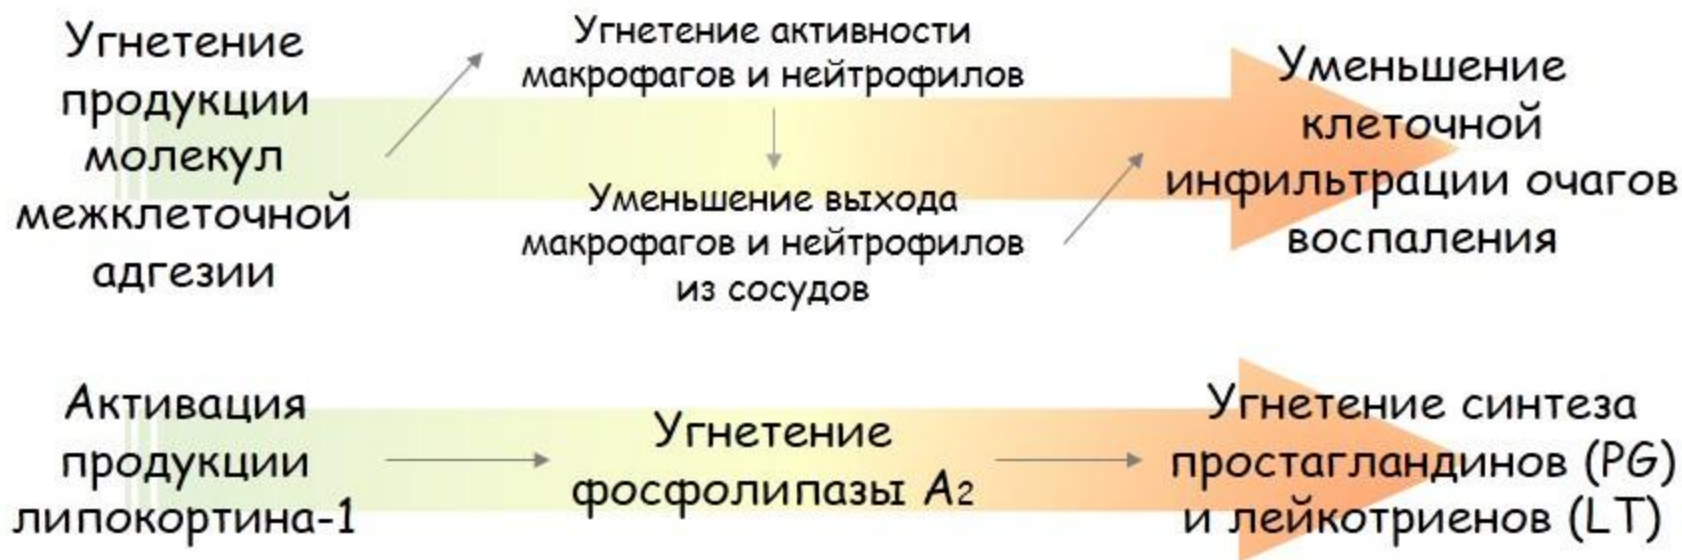 Угнетение
продукции
молекул
межклеточной
адгезии
Угнетение активности
макрофагов и нейтрофилов
Уменьшение выхода
макрофагов и нейтрофилов
из сосудов
Уменьшение
клеточной
инфильтрации очагов
воспаления
Активация
продукции
липокортина-1
Угнетение
фосфолипазы А2
Угнетение синтеза
простагландинов (PG)
и лейкотриенов (LT)